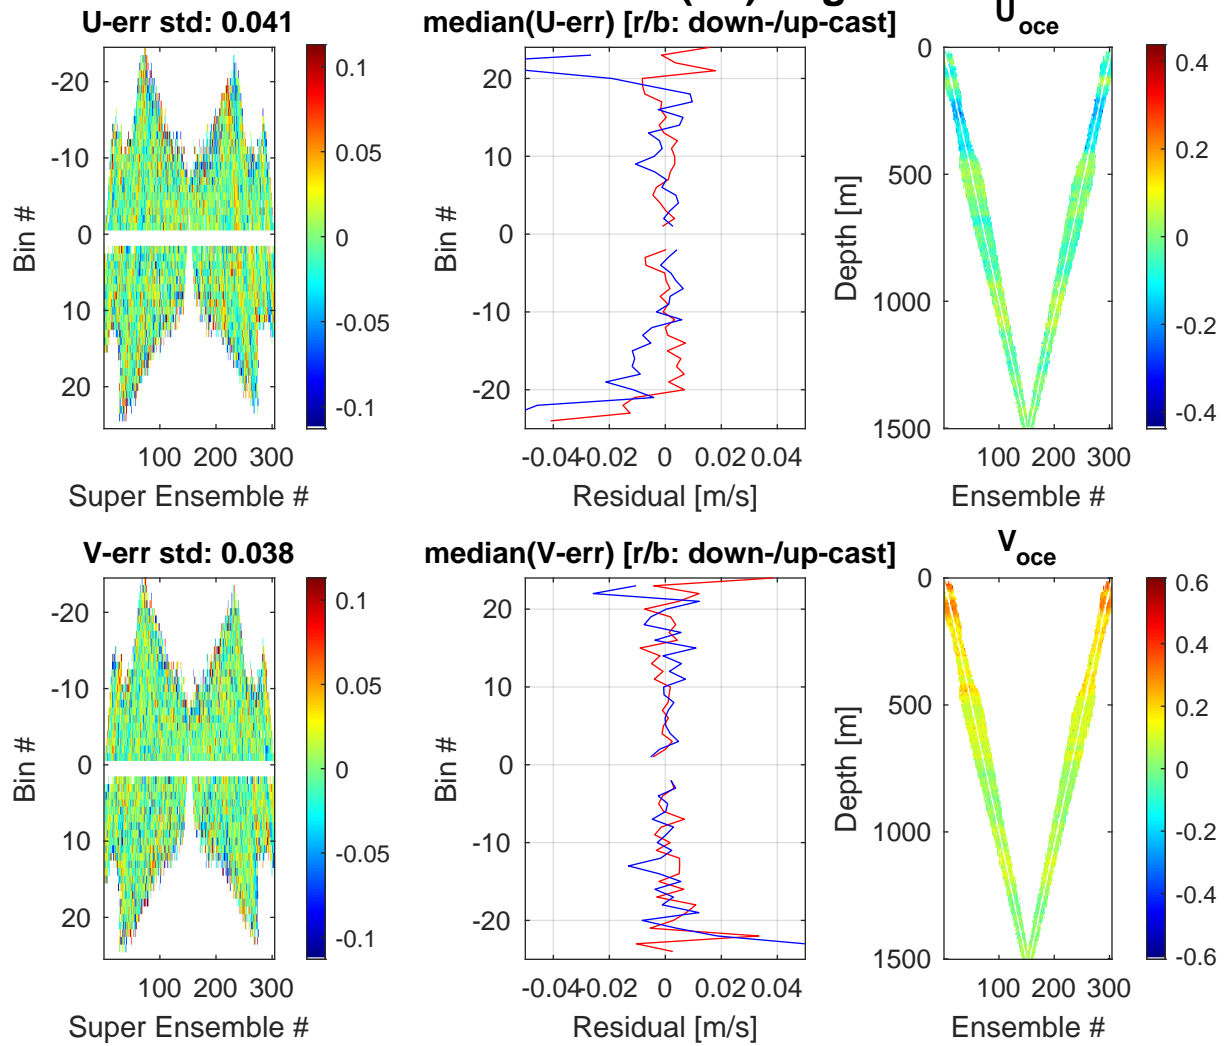 U-err std: 0.041
median(U-err) [r/b: down-/up-cast]
U oce
-20
-10
0
10
20
Bin #
100 200 300
Super Ensemble #
0.1
0.05
0
-0.05
-0.1
20
10
0
-10
-20
Bin #
-0.04 -0.02 0 0.02 0.04
Residual [m/s]
0
500
1000
1500
Depth [m]
100 200 300
Ensemble #
0.4
0.2
0
-0.2
-0.4
V-err std: 0.038
median(V-err) [r/b: down-/up-cast]
V oce
-20
-10
0
10
20
Bin #
100 200 300
Super Ensemble #
0.1
0.05
0
-0.05
-0.1
20
10
0
-10
-20
Bin #
-0.04 -0.02 0 0.02 0.04
Residual [m/s]
0
500
1000
1500
Depth [m]
100 200 300
Ensemble #
0.6
0.4
0.2
0
-0.2
-0.4
-0.6